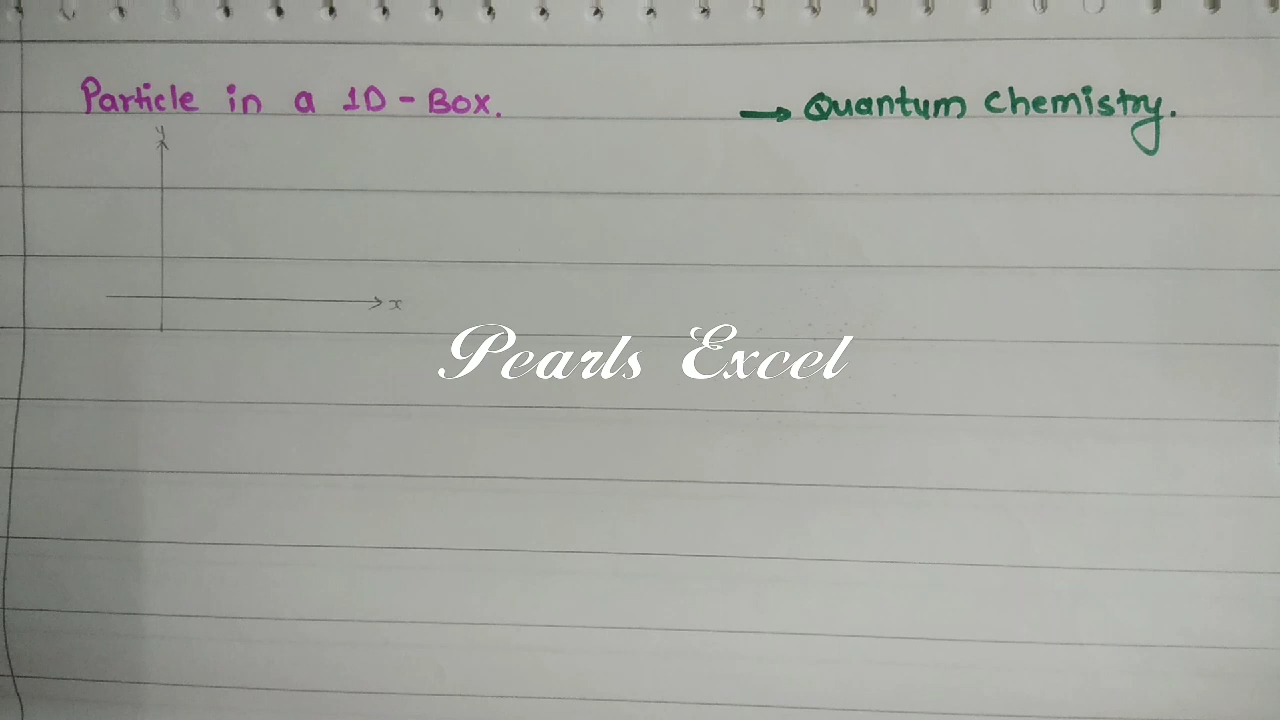 Particle in a 1D - Box.
→ Quantum Chemistry.
y
x
Pearls Excel